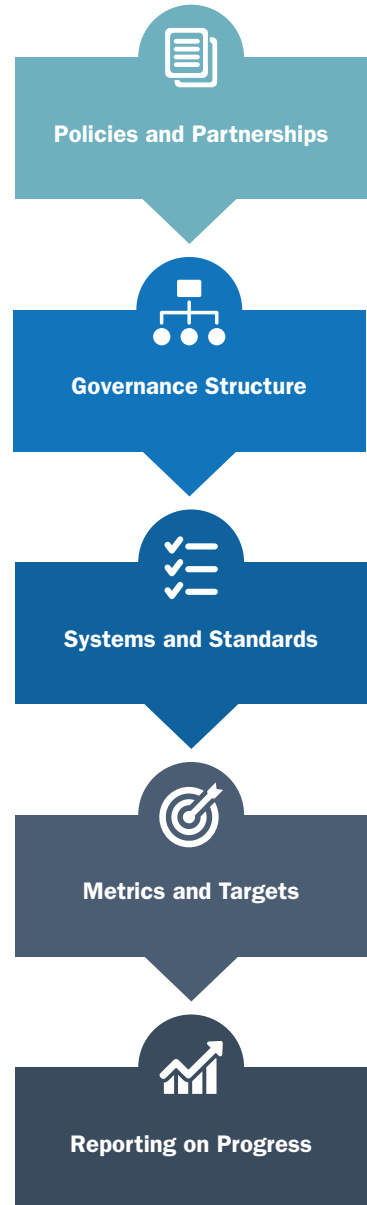 Policies and Partnerships
Governance Structure
Systems and Standards
Metrics and Targets
Reporting on Progress